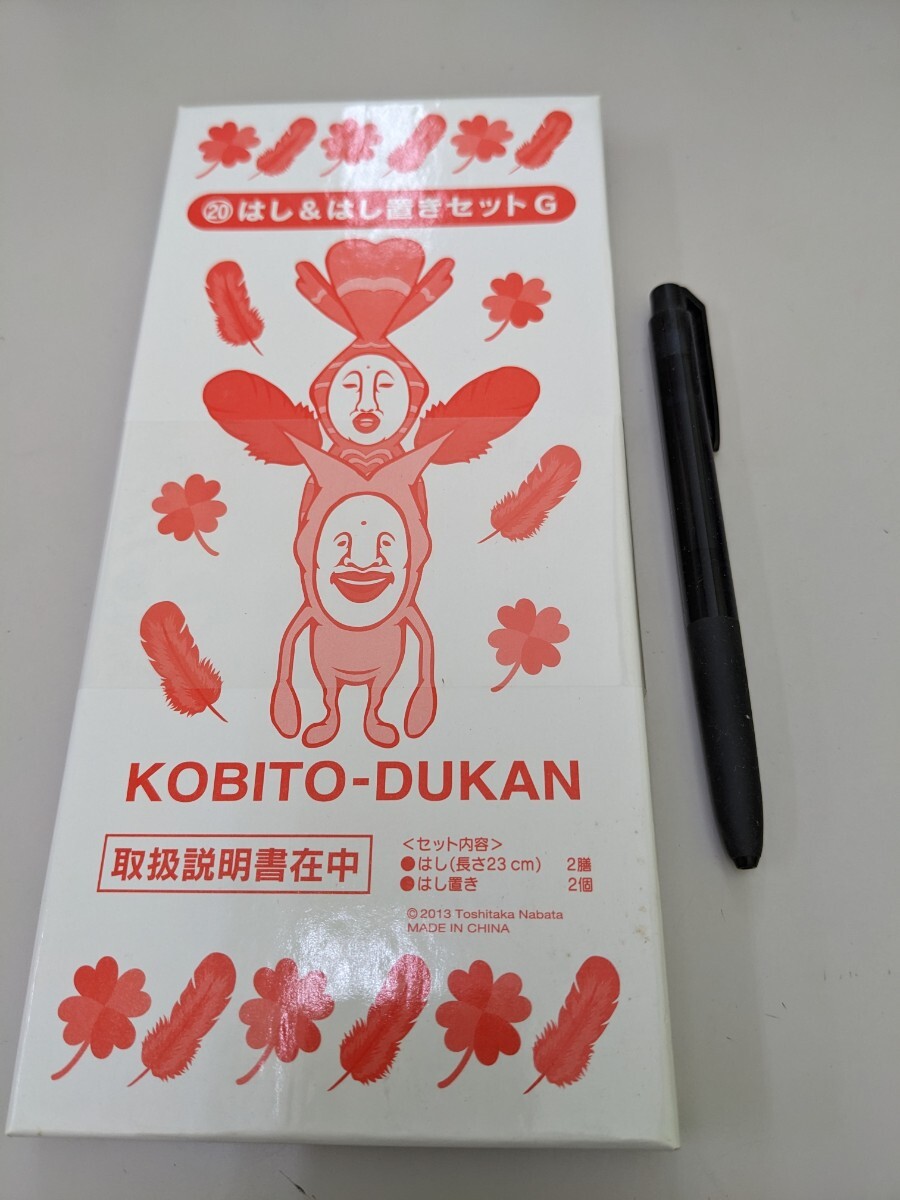 ⑳はし&はし置きセットG
KOBITO-DUKAN
取扱説明書在中
<セット内容>
●はし(長さ23cm) 2膳
●はし置き 2個
©2013 Toshitaka Nabata
MADE IN CHINA